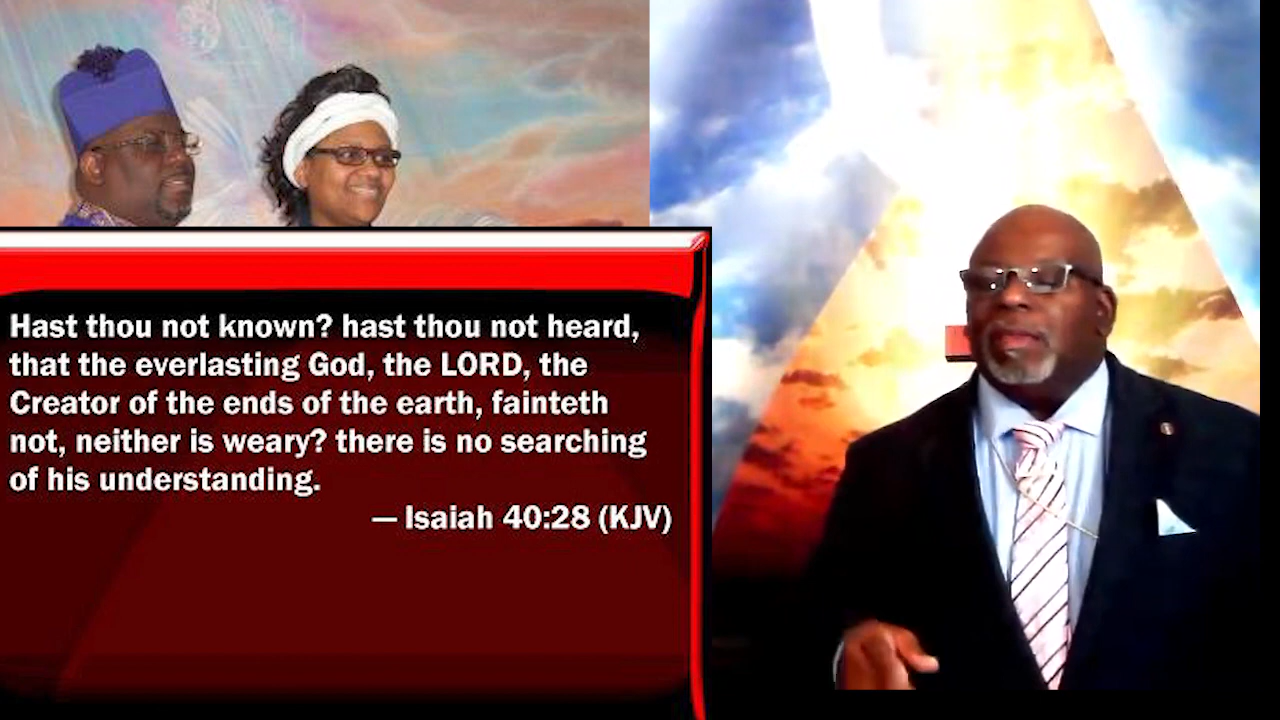 Hast thou not known? hast thou not heard,
that the everlasting God, the LORD, the
Creator of the ends of the earth, fainteth
not, neither is weary? there is no searching
of his understanding.
— Isaiah 40:28 (KJV)